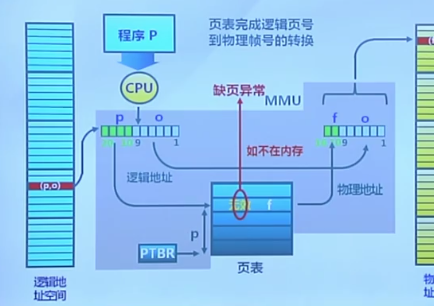 程序 P
页表完成逻辑页号
到物理帧号的转换
CPU
缺页异常
MMU
p
o
9
1
f
o
9
1
如不在内存
逻辑地址
物理地址
(p,o)
f
p
PTBR
页表
逻辑地
址空间
物
址